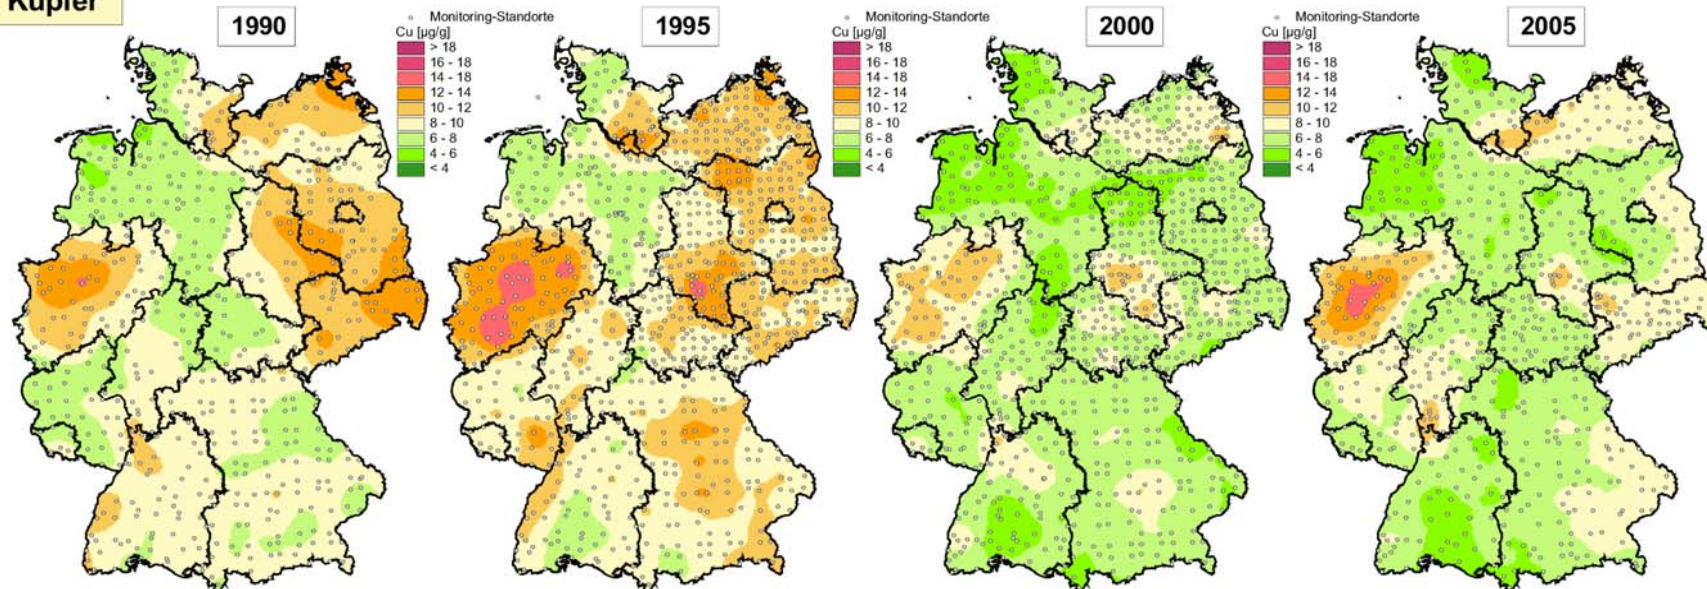 Kupfer
1990
Monitoring-Standorte
Cu [µg/g]
> 18
16 - 18
14 - 18
12 - 14
10 - 12
8 - 10
6 - 8
4 - 6
< 4
1995
Monitoring-Standorte
Cu [µg/g]
> 18
16 - 18
14 - 18
12 - 14
10 - 12
8 - 10
6 - 8
4 - 6
< 4
2000
Monitoring-Standorte
Cu [µg/g]
> 18
16 - 18
14 - 18
12 - 14
10 - 12
8 - 10
6 - 8
4 - 6
< 4
2005